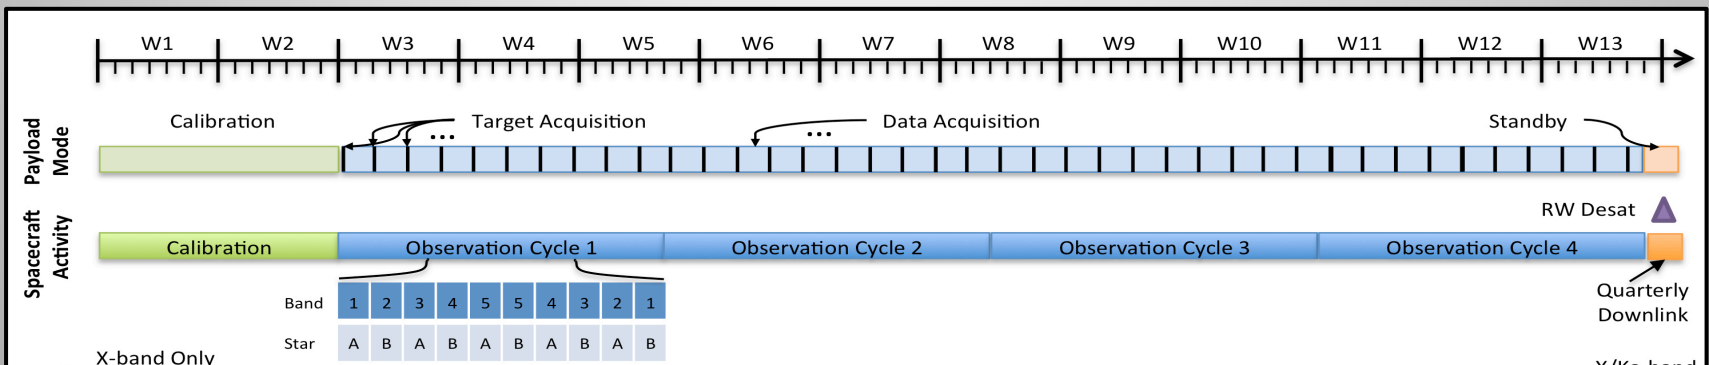 W1 W2 W3 W4 W5 W6 W7 W8 W9 W10 W11 W12 W13
Payload
Mode
Calibration
... Target Acquisition
... Data Acquisition
Standby
RW Desat
Spacecraft
Activity
Calibration Observation Cycle 1 Observation Cycle 2 Observation Cycle 3 Observation Cycle 4
Band 1 2 3 4 5 5 4 3 2 1
Star A B A B A B A B A B
Quarterly
Downlink
X-band Only